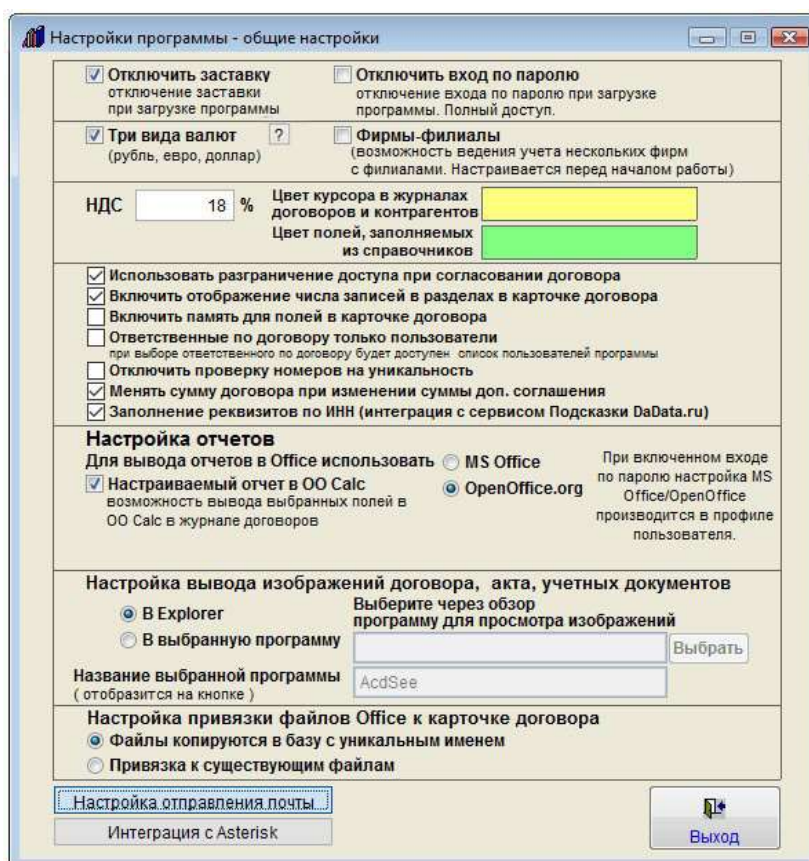 Настройки программы - общие настройки
Отключить заставку
отключение заставки
при загрузке программы
Отключить вход по паролю
отключение входа по паролю при загрузке
программы. Полный доступ.
Три вида валют ?
(рубль, евро, доллар)
Фирмы-филиалы
(возможность ведения учета нескольких фирм
с филиалами. Настраивается перед началом работы)
НДС 18 %
Цвет курсора в журналах
договоров и контрагентов
Цвет полей, заполняемых
из справочников
Использовать разграничение доступа при согласовании договора
Включить отображение числа записей в разделах в карточке договора
Включить память для полей в карточке договора
Ответственные по договору только пользователи
при выборе ответственного по договору будет доступен список пользователей программы
Отключить проверку номеров на уникальность
Менять сумму договора при изменении суммы доп. соглашения
Заполнение реквизитов по ИНН (интеграция с сервисом Подсказки DaData.ru)
Настройка отчетов
Для вывода отчетов в Office использовать
MS Office
OpenOffice.org
Настраиваемый отчет в OO Calc
возможность вывода выбранных полей в
OO Calc в журнале договоров
При включенном входе
по паролю настройка MS
Office/OpenOffice
производится в профиле
пользователя.
Настройка вывода изображений договора, акта, учетных документов
В Explorer
В выбранную программу
Выберите через обзор
программу для просмотра изображений
Выбрать
Название выбранной программы
( отобразится на кнопке )
AcdSee
Настройка привязки файлов Office к карточке договора
Файлы копируются в базу с уникальным именем
Привязка к существующим файлам
Настройка отправления почты
Интеграция с Asterisk
Выход